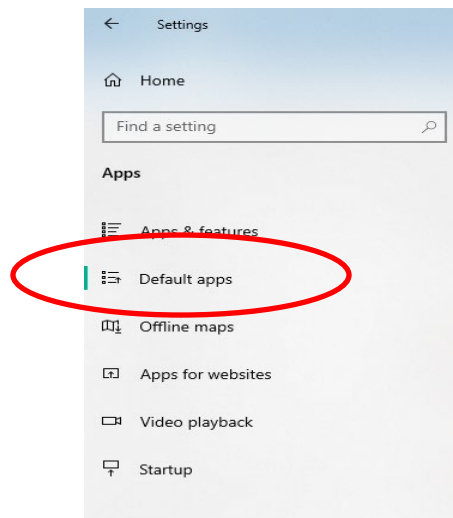 Settings
Home
Find a setting
Apps
Apps & features
Default apps
Offline maps
Apps for websites
Video playback
Startup